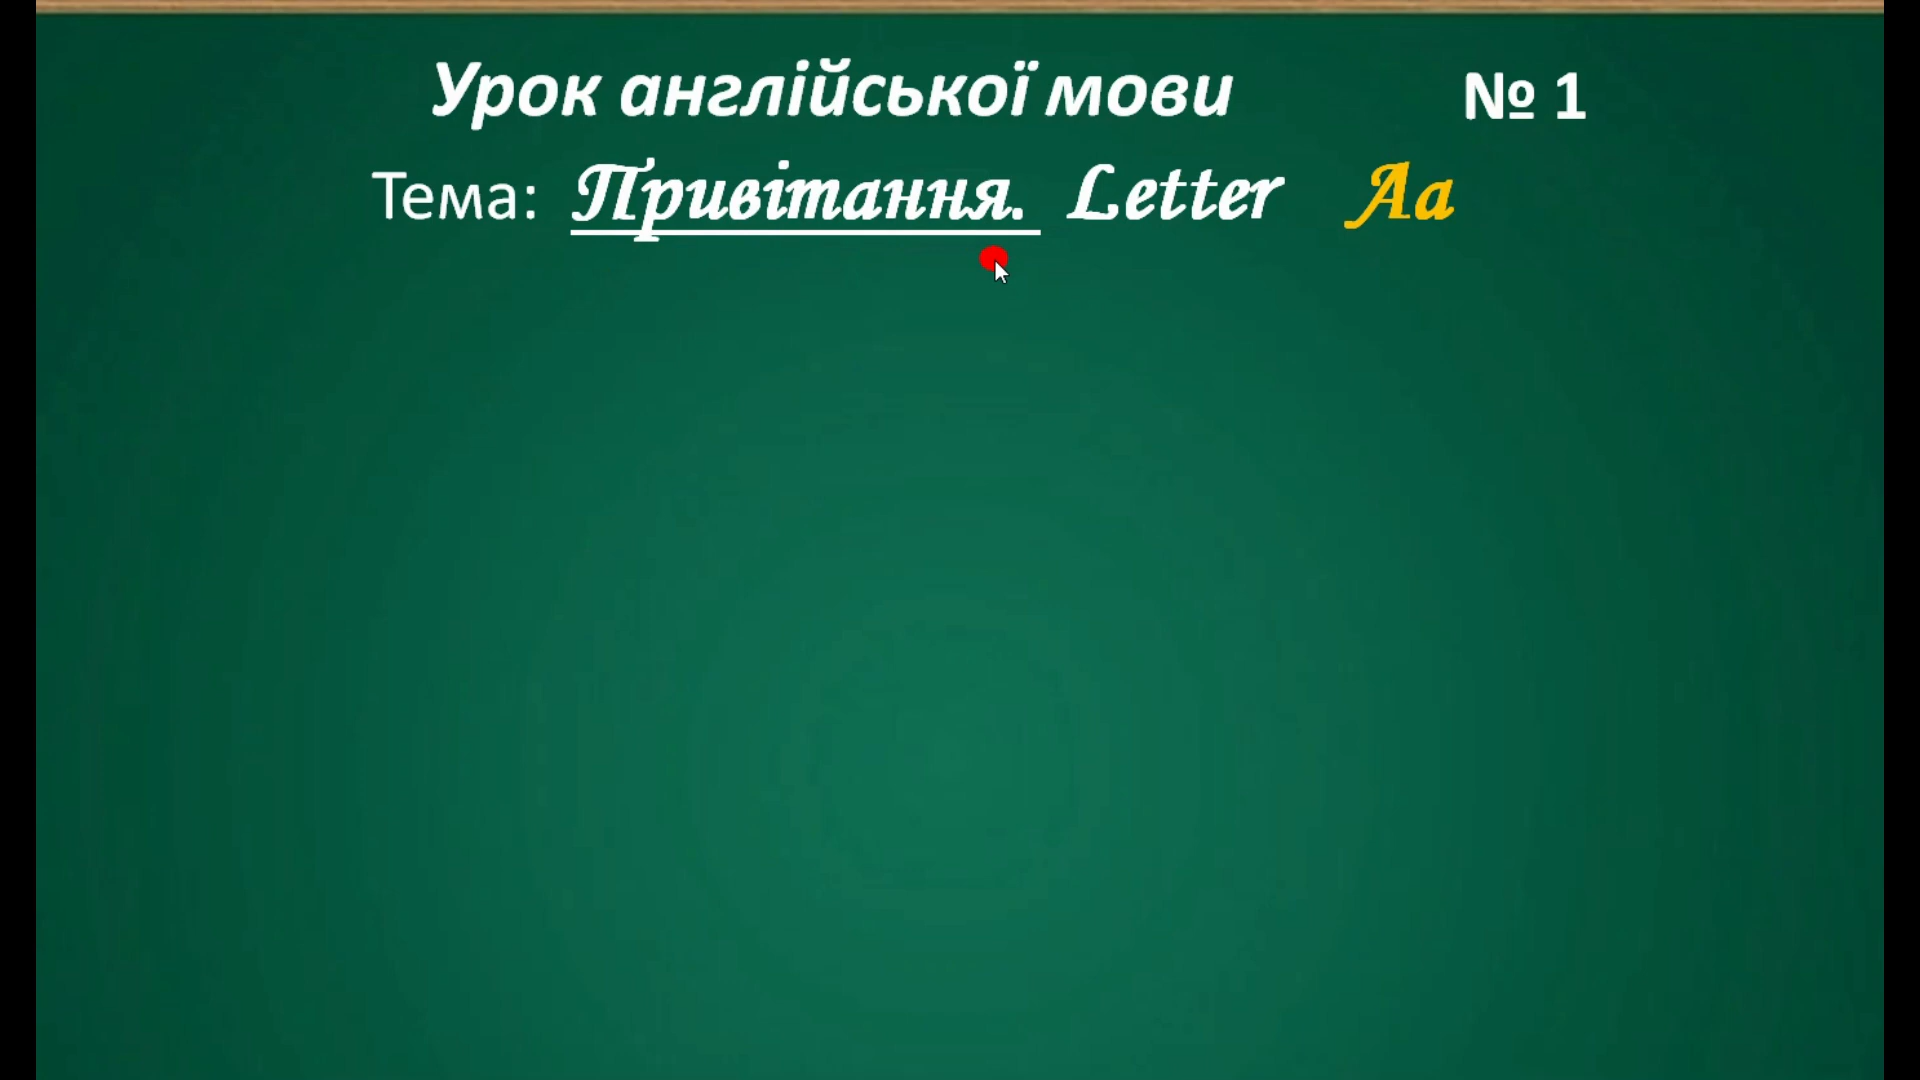 Урок англійської мови № 1
Тема: Привітання. Letter Aa